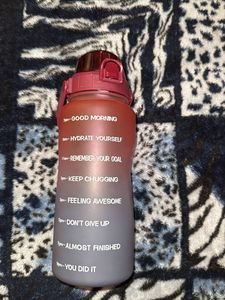 GOOD MORNING
HYDRATE YOURSELF
REMEMBER YOUR GOAL
KEEP CHUGGING
FEELING AWESOME
DON'T GIVE UP
ALMOST FINISHED
YOU DID IT